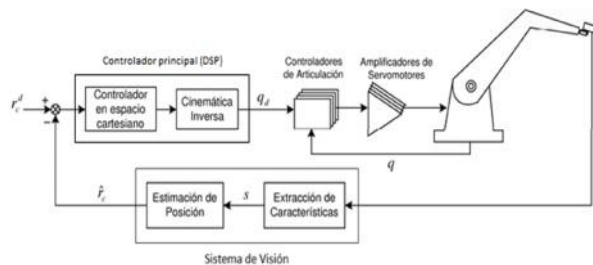 Controlador principal (DSP)
Controladores
de Articulación
Amplificadores de
Servomotores
r_c^d
+
−
Controlador
en espacio
cartesiano
Cinemática
Inversa
q_d
q
r̂_c
Estimación de
Posición
s
Extracción de
Características
Sistema de Visión